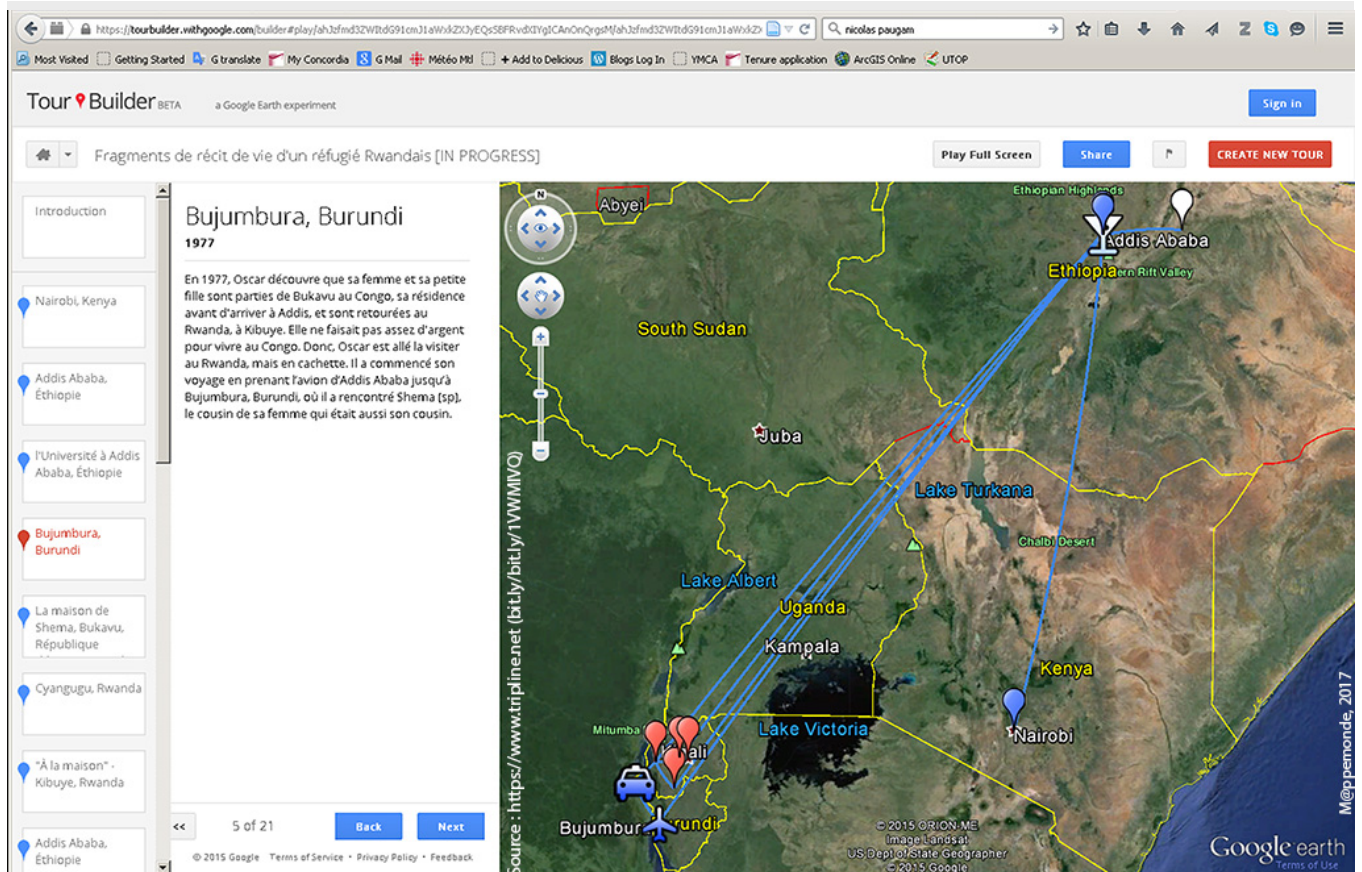 https://tourbuilder.withgoogle.com/builder#play/
nicolas paugam
Most Visited Getting Started G translate My Concordia G Mail Météo Mtl + Add to Delicious Blogs Log In YMCA Tenure application ArcGIS Online UTOP
Tour Builder BETA a Google Earth experiment
Sign in
Fragments de récit de vie d'un réfugié Rwandais [IN PROGRESS]
Play Full Screen
Share
CREATE NEW TOUR
Introduction
Nairobi, Kenya
Addis Ababa,
Éthiopie
l'Université à Addis
Ababa, Éthiopie
Bujumbura,
Burundi
La maison de
Shema, Bukavu,
République
Cyangugu, Rwanda
"À la maison" -
Kibuye, Rwanda
Addis Ababa,
Éthiopie
Bujumbura, Burundi
1977
En 1977, Oscar découvre que sa femme et sa petite
fille sont parties de Bukavu au Congo, sa résidence
avant d'arriver à Addis, et sont retourées au
Rwanda, à Kibuye. Elle ne faisait pas assez d'argent
pour vivre au Congo. Donc, Oscar est allé la visiter
au Rwanda, mais en cachette. Il a commencé son
voyage en prenant l'avion d'Addis Ababa jusqu'à
Bujumbura, Burundi, où il a rencontré Shema [sp],
le cousin de sa femme qui était aussi son cousin.
<< 5 of 21 Back Next
© 2015 Google Terms of Service • Privacy Policy • Feedback
N
Abyei
Ethiopian Highlands
Addis Ababa
Ethiopia
ern Rift Valley
South Sudan
Juba
Lake Turkana
Chalbi Desert
Lake Albert
Uganda
Kampala
Kenya
Mitumba
Lake Victoria
Nairobi
Bujumbur
© 2015 ORION-ME
Image Landsat
US Dept of State Geographer
© 2015 Google
Google earth
Terms of Use
Source : https://www.tripline.net (bit.ly/bit.ly/1VWMIVQ)
M@ppemonde, 2017